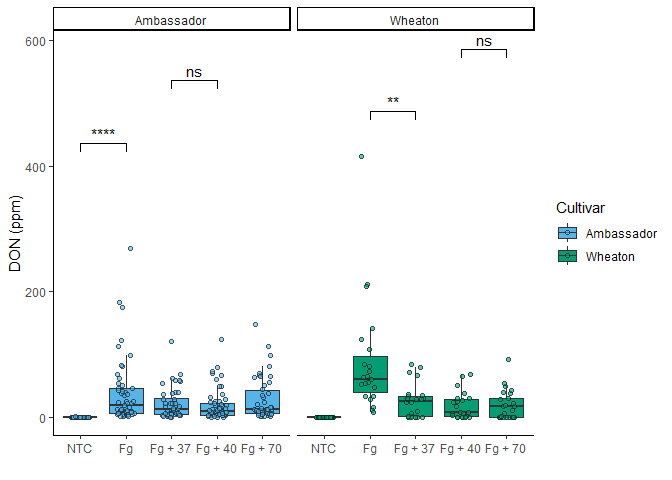 Ambassador
Wheaton
600
400
200
0
DON (ppm)
****
ns
**
ns
NTC Fg Fg + 37 Fg + 40 Fg + 70
NTC Fg Fg + 37 Fg + 40 Fg + 70
Cultivar
Ambassador
Wheaton